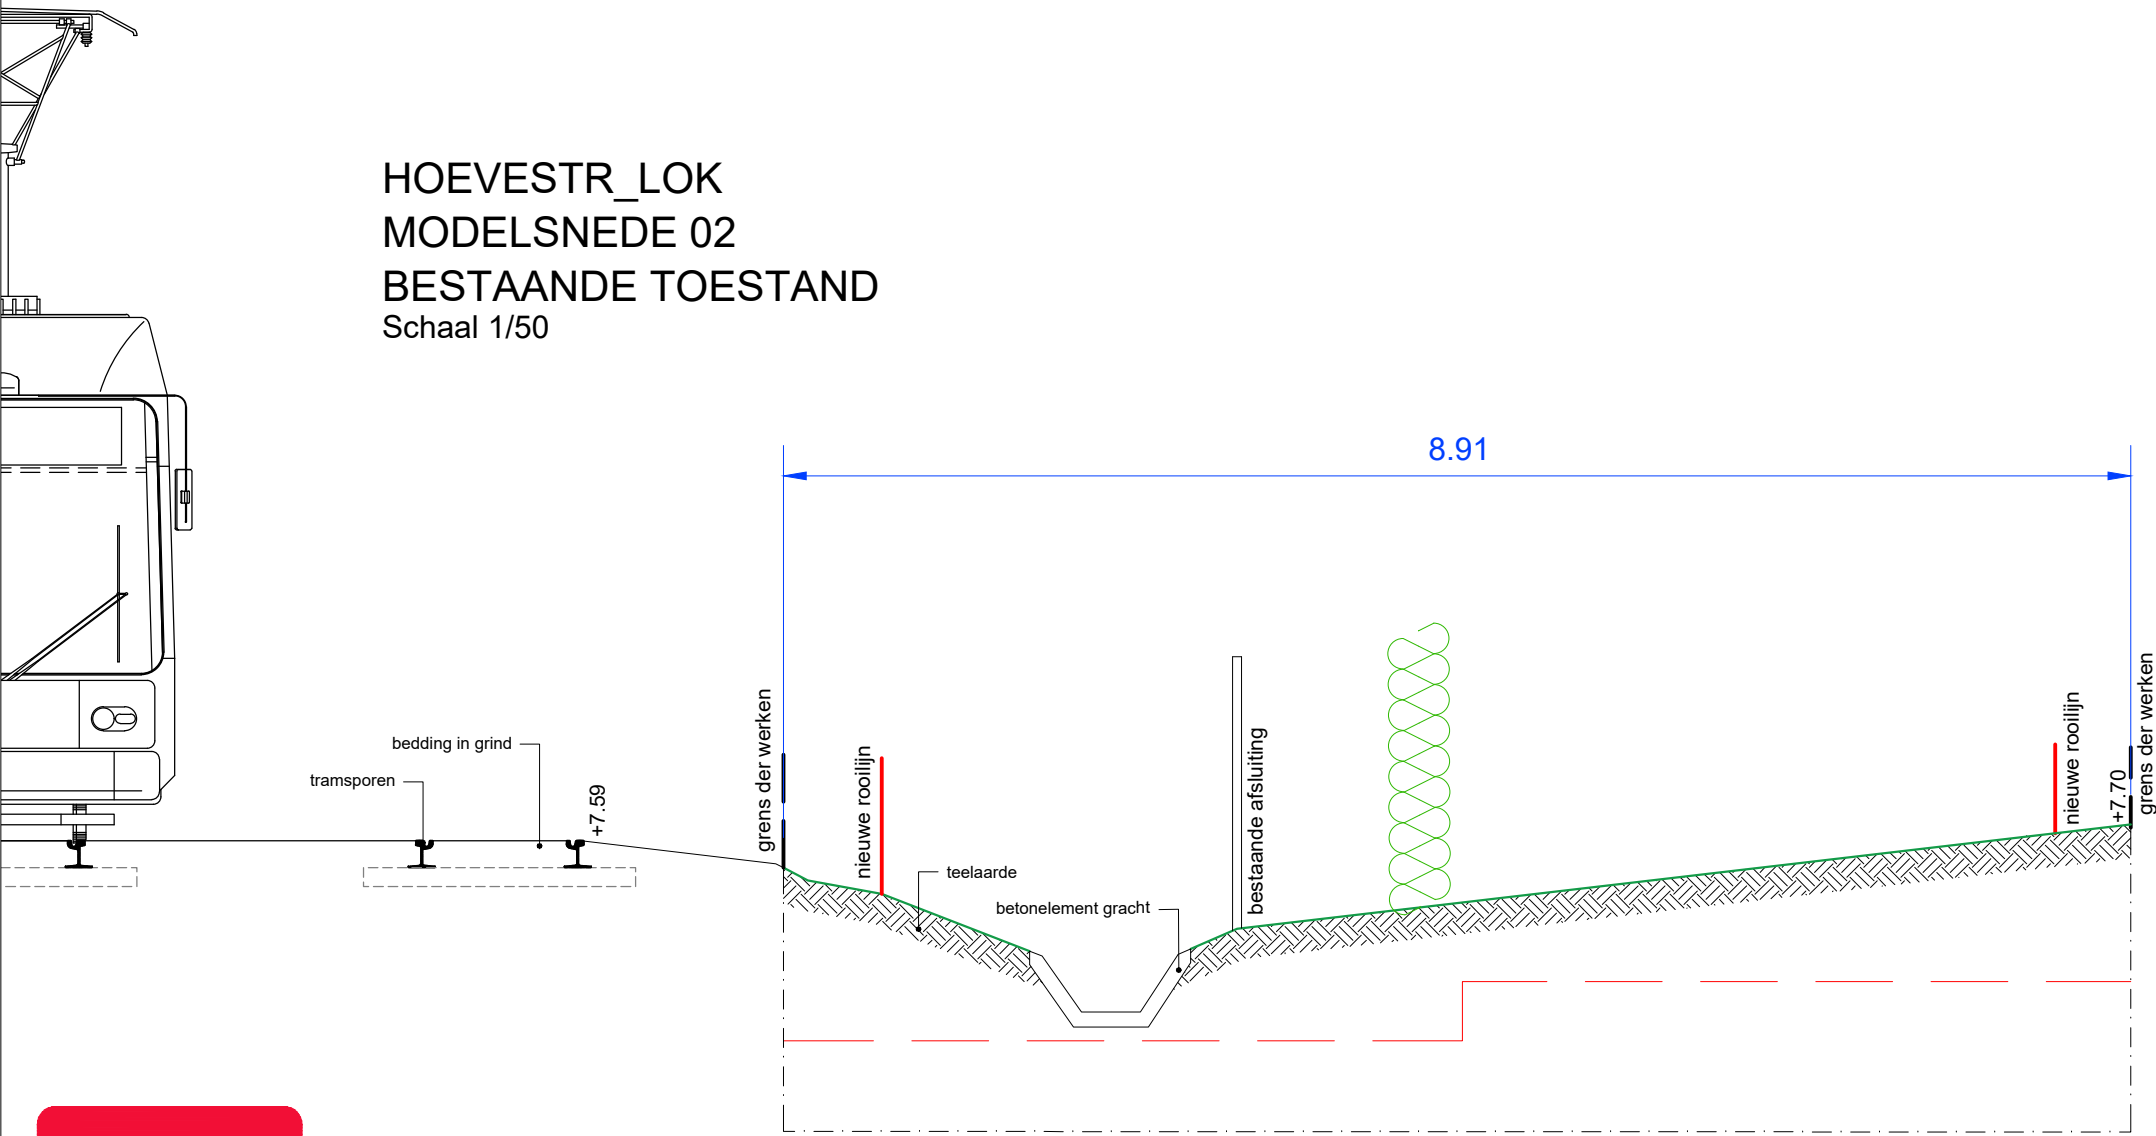 HOEVESTR_LOK
MODELSNEDE 02
BESTAANDE TOESTAND
Schaal 1/50
8.91
bedding in grind
tramsporen
+7.59
grens der werken
nieuwe rooilijn
teelaarde
betonelement gracht
bestaande afsluiting
nieuwe rooilijn
+7.70
grens der werken